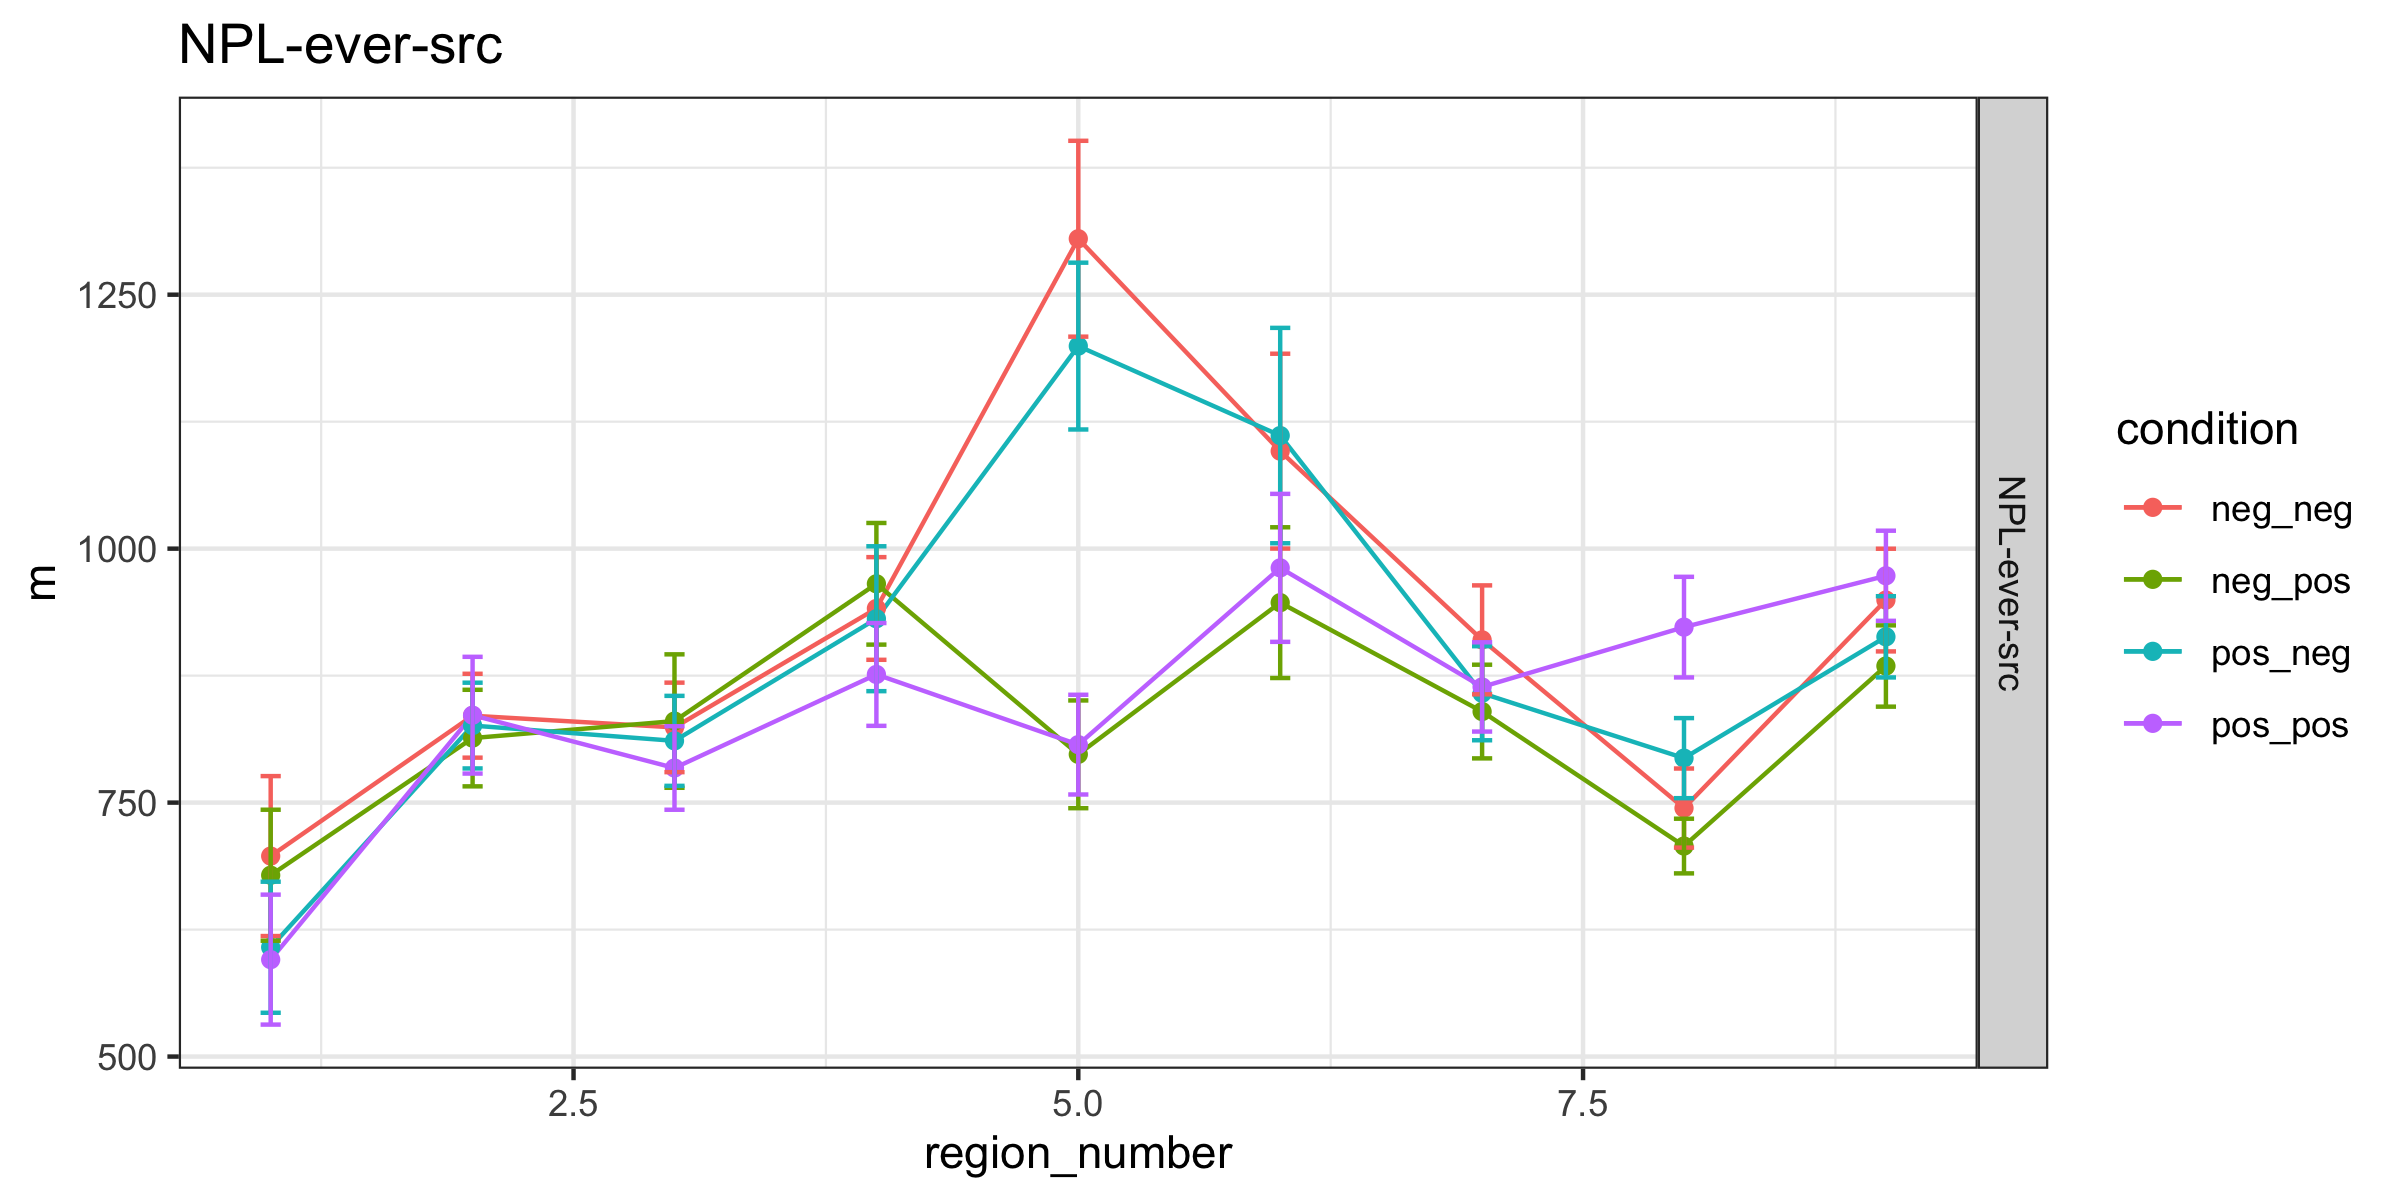 NPL-ever-src
1250
1000
750
500
m
2.5
5.0
7.5
region_number
NPL-ever-src
condition
neg_neg
neg_pos
pos_neg
pos_pos